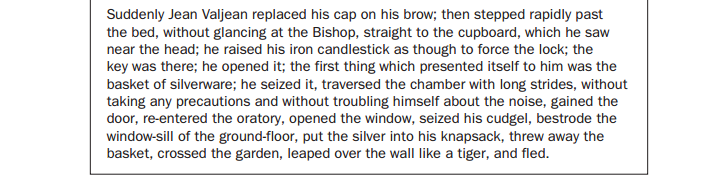 Suddenly Jean Valjean replaced his cap on his brow; then stepped rapidly past
the bed, without glancing at the Bishop, straight to the cupboard, which he saw
near the head; he raised his iron candlestick as though to force the lock; the
key was there; he opened it; the first thing which presented itself to him was the
basket of silverware; he seized it, traversed the chamber with long strides, without
taking any precautions and without troubling himself about the noise, gained the
door, re-entered the oratory, opened the window, seized his cudgel, bestrode the
window-sill of the ground-floor, put the silver into his knapsack, threw away the
basket, crossed the garden, leaped over the wall like a tiger, and fled.